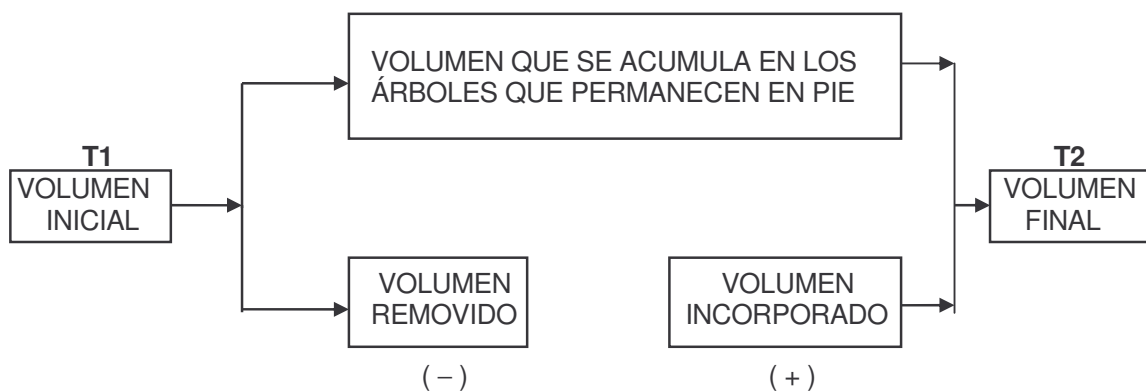 VOLUMEN QUE SE ACUMULA EN LOS
ÁRBOLES QUE PERMANECEN EN PIE
T1
VOLUMEN
INICIAL
T2
VOLUMEN
FINAL
VOLUMEN
REMOVIDO
VOLUMEN
INCORPORADO
( − )
( + )